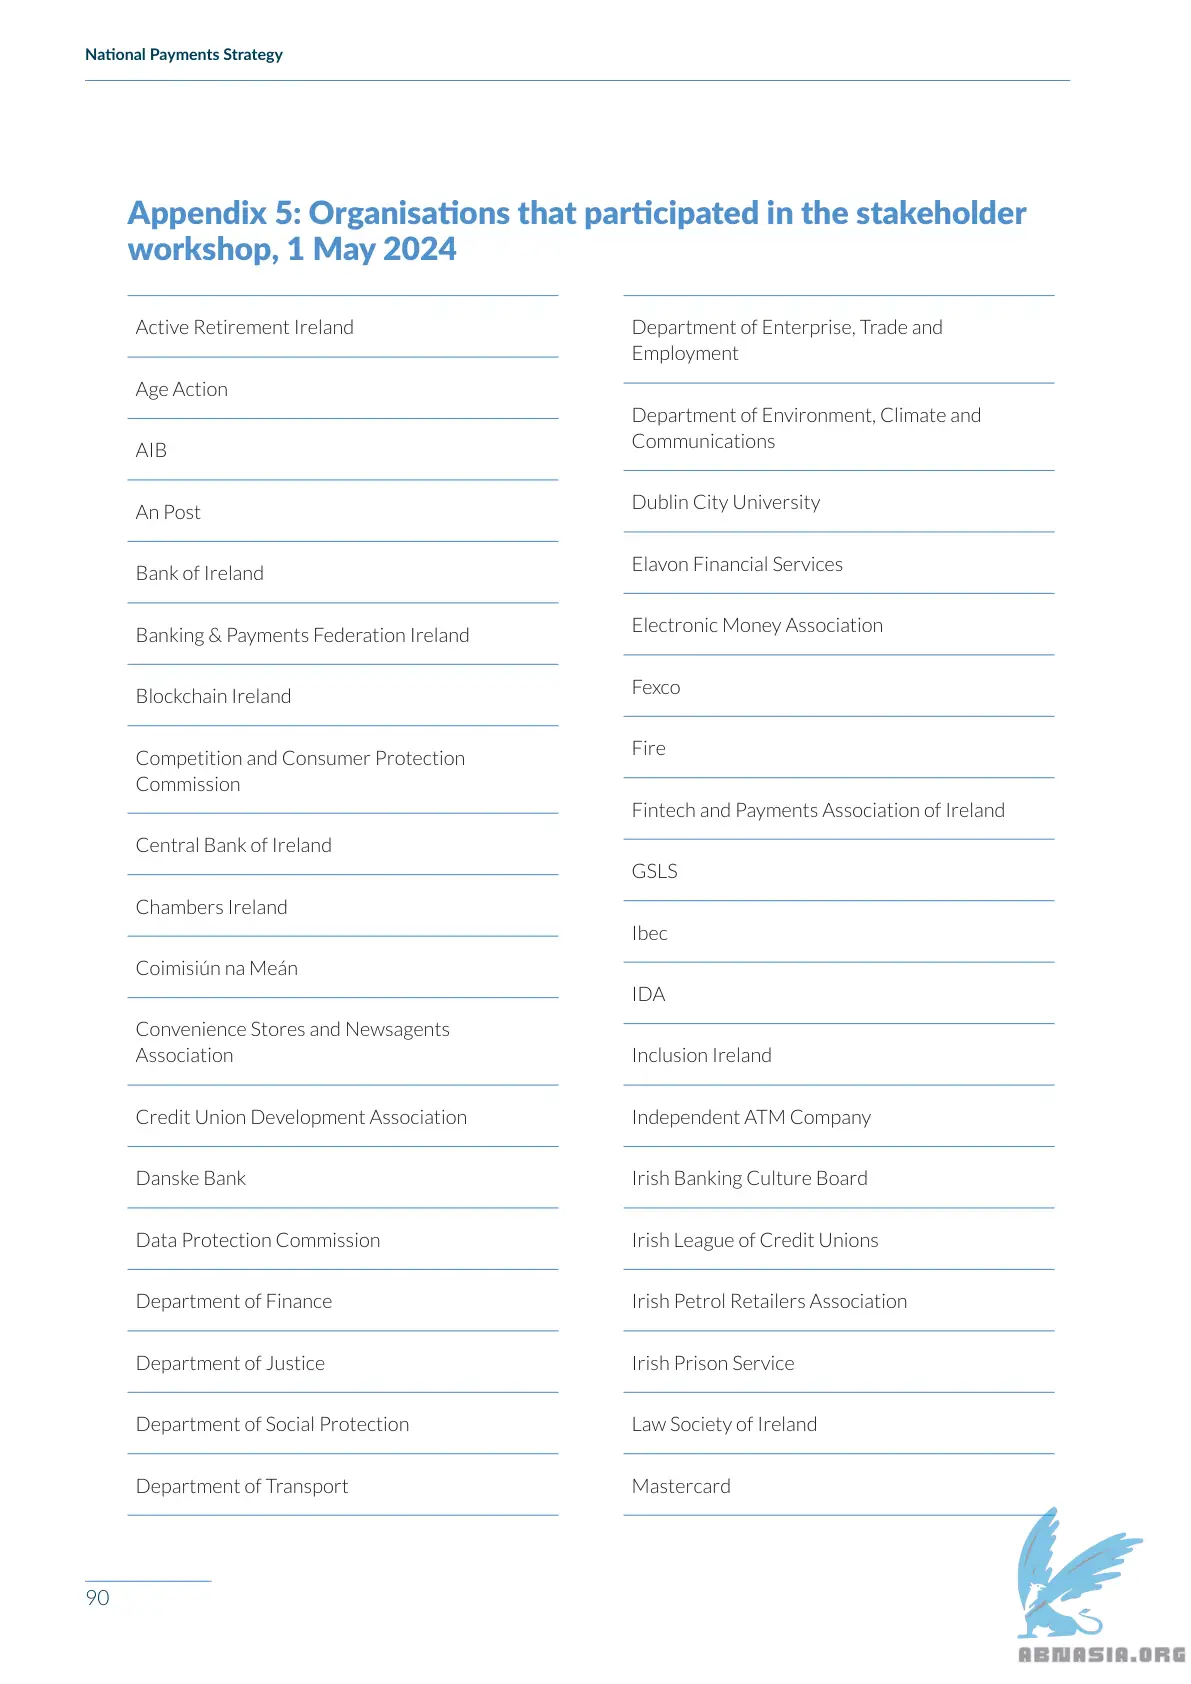 National Payments Strategy
Appendix 5: Organisations that participated in the stakeholder
workshop, 1 May 2024
Active Retirement Ireland
Age Action
AIB
An Post
Bank of Ireland
Banking & Payments Federation Ireland
Blockchain Ireland
Competition and Consumer Protection
Commission
Central Bank of Ireland
Chambers Ireland
Coimisiún na Meán
Convenience Stores and Newsagents
Association
Credit Union Development Association
Danske Bank
Data Protection Commission
Department of Finance
Department of Justice
Department of Social Protection
Department of Transport
Department of Enterprise, Trade and
Employment
Department of Environment, Climate and
Communications
Dublin City University
Elavon Financial Services
Electronic Money Association
Fexco
Fire
Fintech and Payments Association of Ireland
GSLS
Ibec
IDA
Inclusion Ireland
Independent ATM Company
Irish Banking Culture Board
Irish League of Credit Unions
Irish Petrol Retailers Association
Irish Prison Service
Law Society of Ireland
Mastercard
90
ABNASIA.ORG